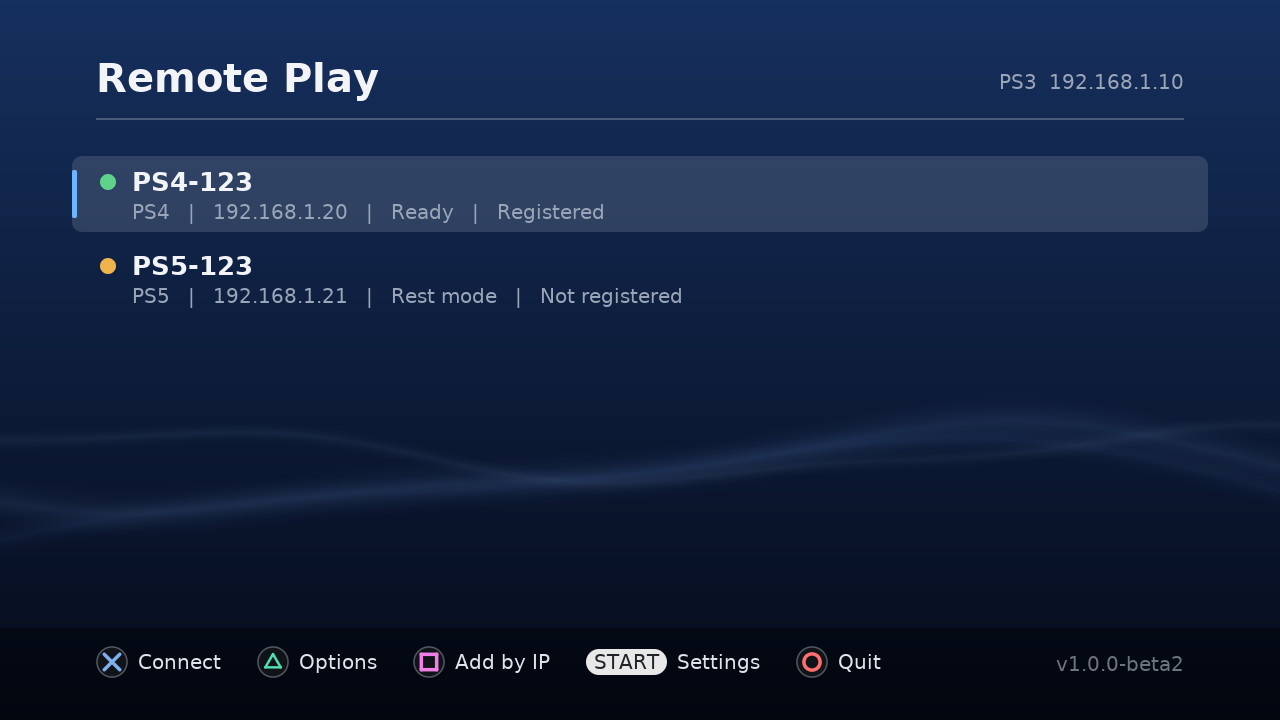 Remote Play
PS3 192.168.1.10
PS4-123
PS4 | 192.168.1.20 | Ready | Registered
PS5-123
PS5 | 192.168.1.21 | Rest mode | Not registered
Connect Options Add by IP START Settings Quit v1.0.0-beta2